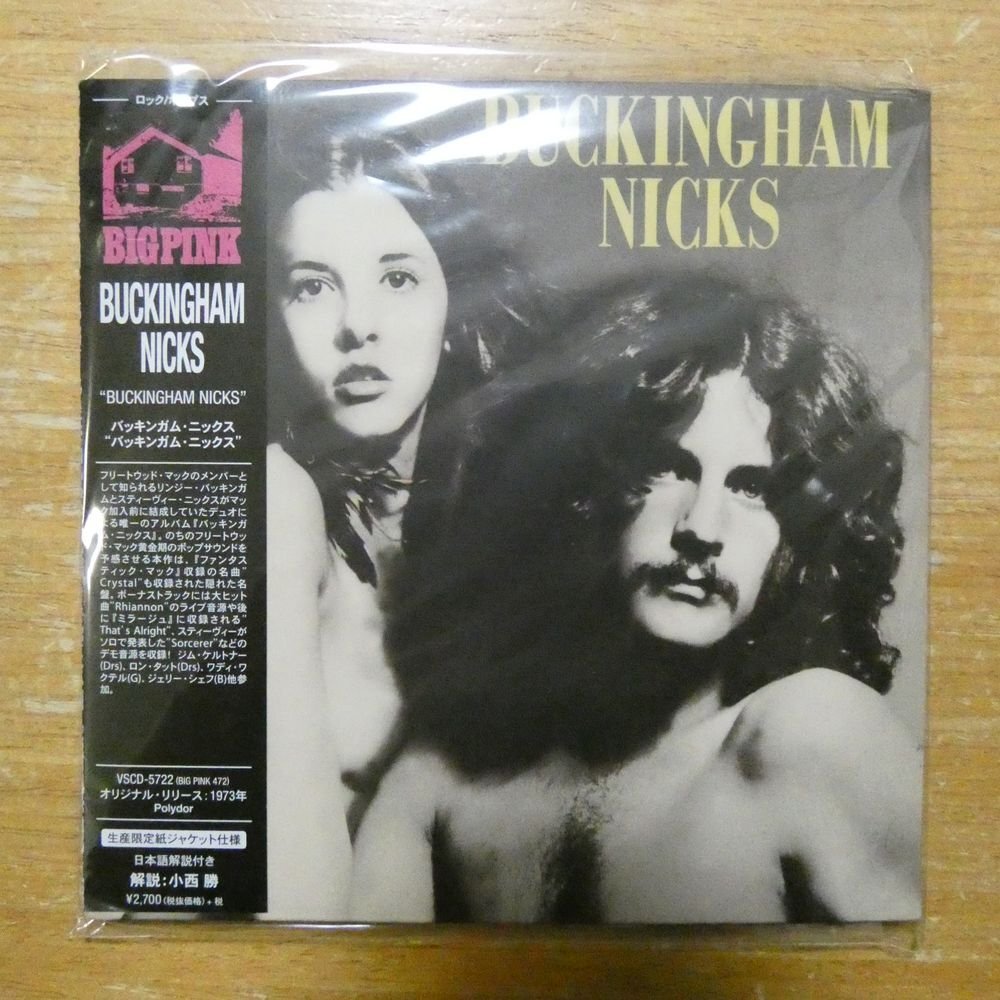 ロック/ポップス
BIG PINK
BUCKINGHAM
NICKS
"BUCKINGHAM NICKS"
バッキンガム・ニックス
"バッキンガム・ニックス"
フリートウッド・マックのメンバーと
して知られるリンジー・バッキンガ
ムとスティーヴィー・ニックスがマッ
ク加入前に結成していたデュオに
よる唯一のアルバム『バッキンガ
ム・ニックス』。のちのフリートウッ
ド・マック黄金期のポップサウンドを
予感させる本作は、『ファンタス
ティック・マック』収録の名曲"
Crystal"も収録された隠れた名
盤。ボーナストラックには大ヒット
曲"Rhiannon"のライブ音源や後
に『ミラージュ』に収録される"
That's Alright"、スティーヴィーが
ソロで発表した"Sorcerer"などの
デモ音源を収録! ジム・ケルトナー
(Drs)、ロン・タット(Drs)、ワディ・ワ
クテル(G)、ジェリー・シェフ(B)他参
加。
VSCD-5722 (BIG PINK 472)
オリジナル・リリース:1973年
Polydor
生産限定紙ジャケット仕様
日本語解説付き
解説:小西 勝
¥2,700(税抜価格)+税
BUCKINGHAM
NICKS